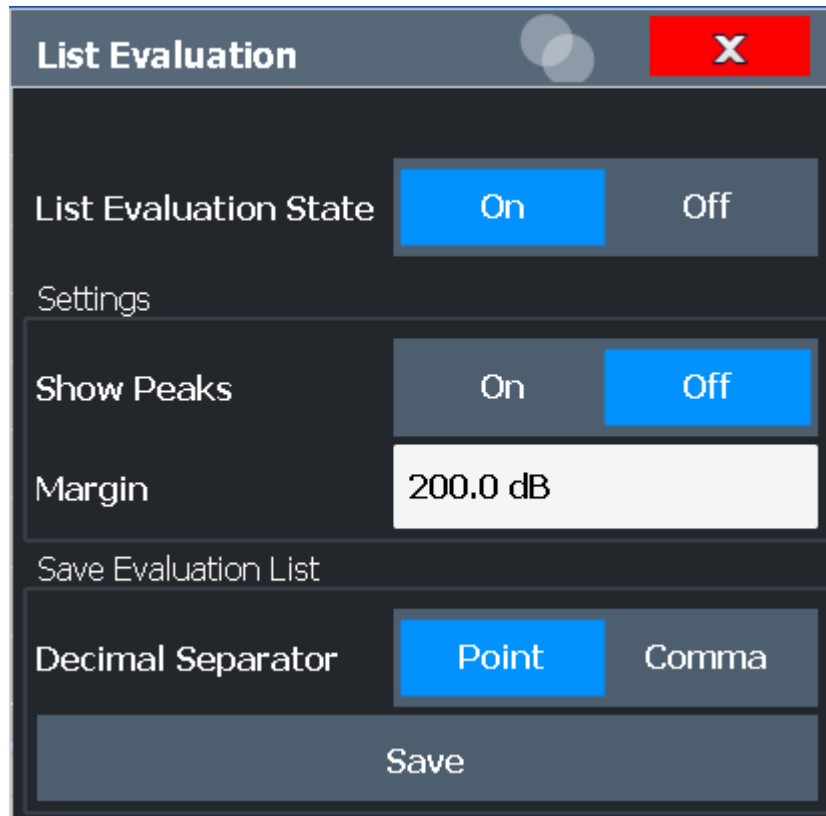 List Evaluation X
List Evaluation State On Off
Settings
Show Peaks On Off
Margin 200.0 dB
Save Evaluation List
Decimal Separator Point Comma
Save